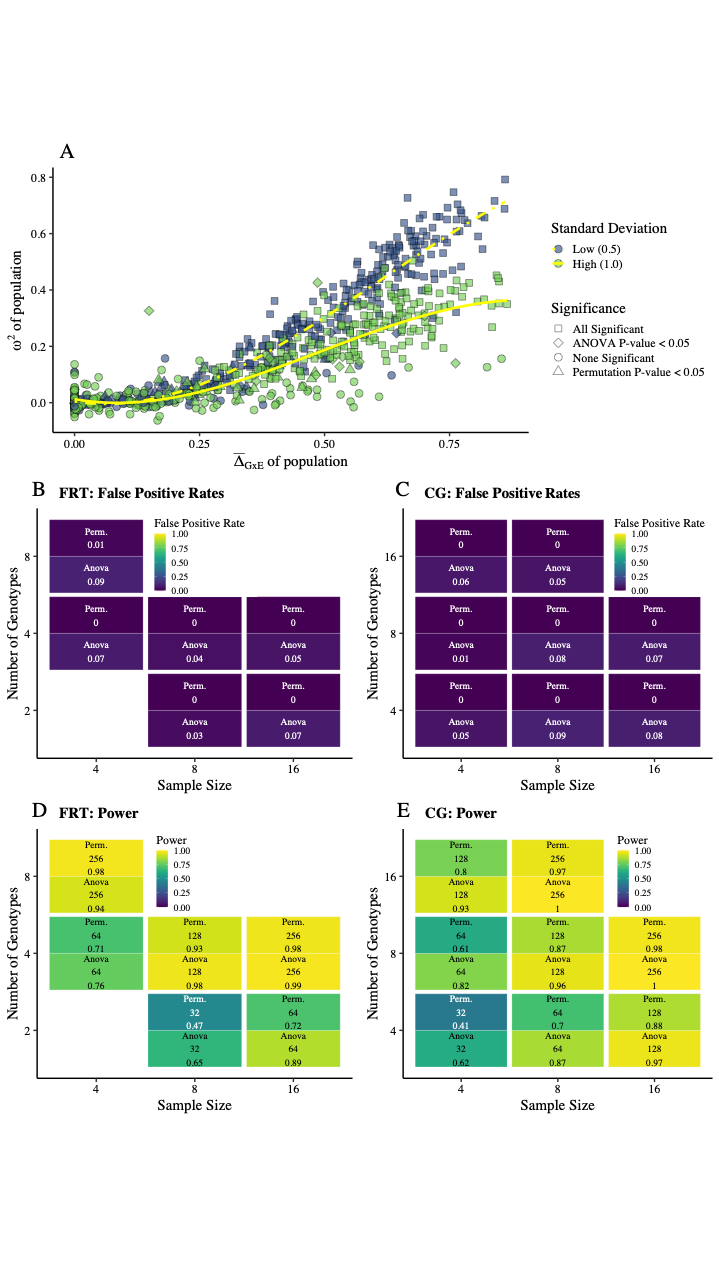 A
ω² of population
0.8
0.6
0.4
0.2
0.0
0.00 0.25 0.50 0.75
Δ̅GxE of population
Standard Deviation
Low (0.5)
High (1.0)
Significance
All Significant
ANOVA P-value < 0.05
None Significant
Permutation P-value < 0.05
B FRT: False Positive Rates
Number of Genotypes
8
4
2
False Positive Rate
1.00
0.75
0.50
0.25
0.00
Perm.
0.01
Anova
0.09
Perm. Perm. Perm.
0 0 0
Anova Anova Anova
0.07 0.04 0.05
Perm. Perm.
0 0
Anova Anova
0.03 0.07
4 8 16
Sample Size
C CG: False Positive Rates
Number of Genotypes
16
8
4
False Positive Rate
1.00
0.75
0.50
0.25
0.00
Perm. Perm.
0 0
Anova Anova
0.06 0.05
Perm. Perm. Perm.
0 0 0
Anova Anova Anova
0.01 0.08 0.07
Perm. Perm. Perm.
0 0 0
Anova Anova Anova
0.05 0.09 0.08
4 8 16
Sample Size
D FRT: Power
Number of Genotypes
8
4
2
Power
1.00
0.75
0.50
0.25
0.00
Perm.
256
0.98
Anova
256
0.94
Perm. Perm. Perm.
64 128 256
0.71 0.93 0.98
Anova Anova Anova
64 128 256
0.76 0.98 0.99
Perm. Perm.
32 64
0.47 0.72
Anova Anova
32 64
0.65 0.89
4 8 16
Sample Size
E CG: Power
Number of Genotypes
16
8
4
Power
1.00
0.75
0.50
0.25
0.00
Perm. Perm.
128 256
0.8 0.97
Anova Anova
128 256
0.93 1
Perm. Perm. Perm.
64 128 256
0.61 0.87 0.98
Anova Anova Anova
64 128 256
0.82 0.96 1
Perm. Perm. Perm.
32 64 128
0.41 0.7 0.88
Anova Anova Anova
32 64 128
0.62 0.87 0.97
4 8 16
Sample Size